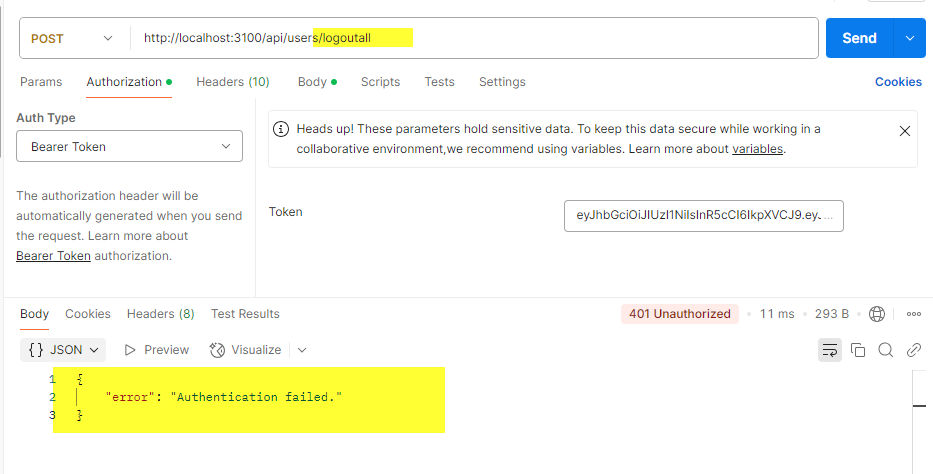 POST http://localhost:3100/api/users/logoutall Send
Params Authorization Headers (10) Body Scripts Tests Settings Cookies
Auth Type
Bearer Token
The authorization header will be
automatically generated when you send
the request. Learn more about
Bearer Token authorization.
Heads up! These parameters hold sensitive data. To keep this data secure while working in a
collaborative environment,we recommend using variables. Learn more about variables.
Token eyJhbGciOiJIUzI1NiIsInR5cCI6IkpXVCJ9.ey. ...
Body Cookies Headers (8) Test Results 401 Unauthorized • 11 ms • 293 B
{} JSON Preview Visualize
1 {
2 "error": "Authentication failed."
3 }